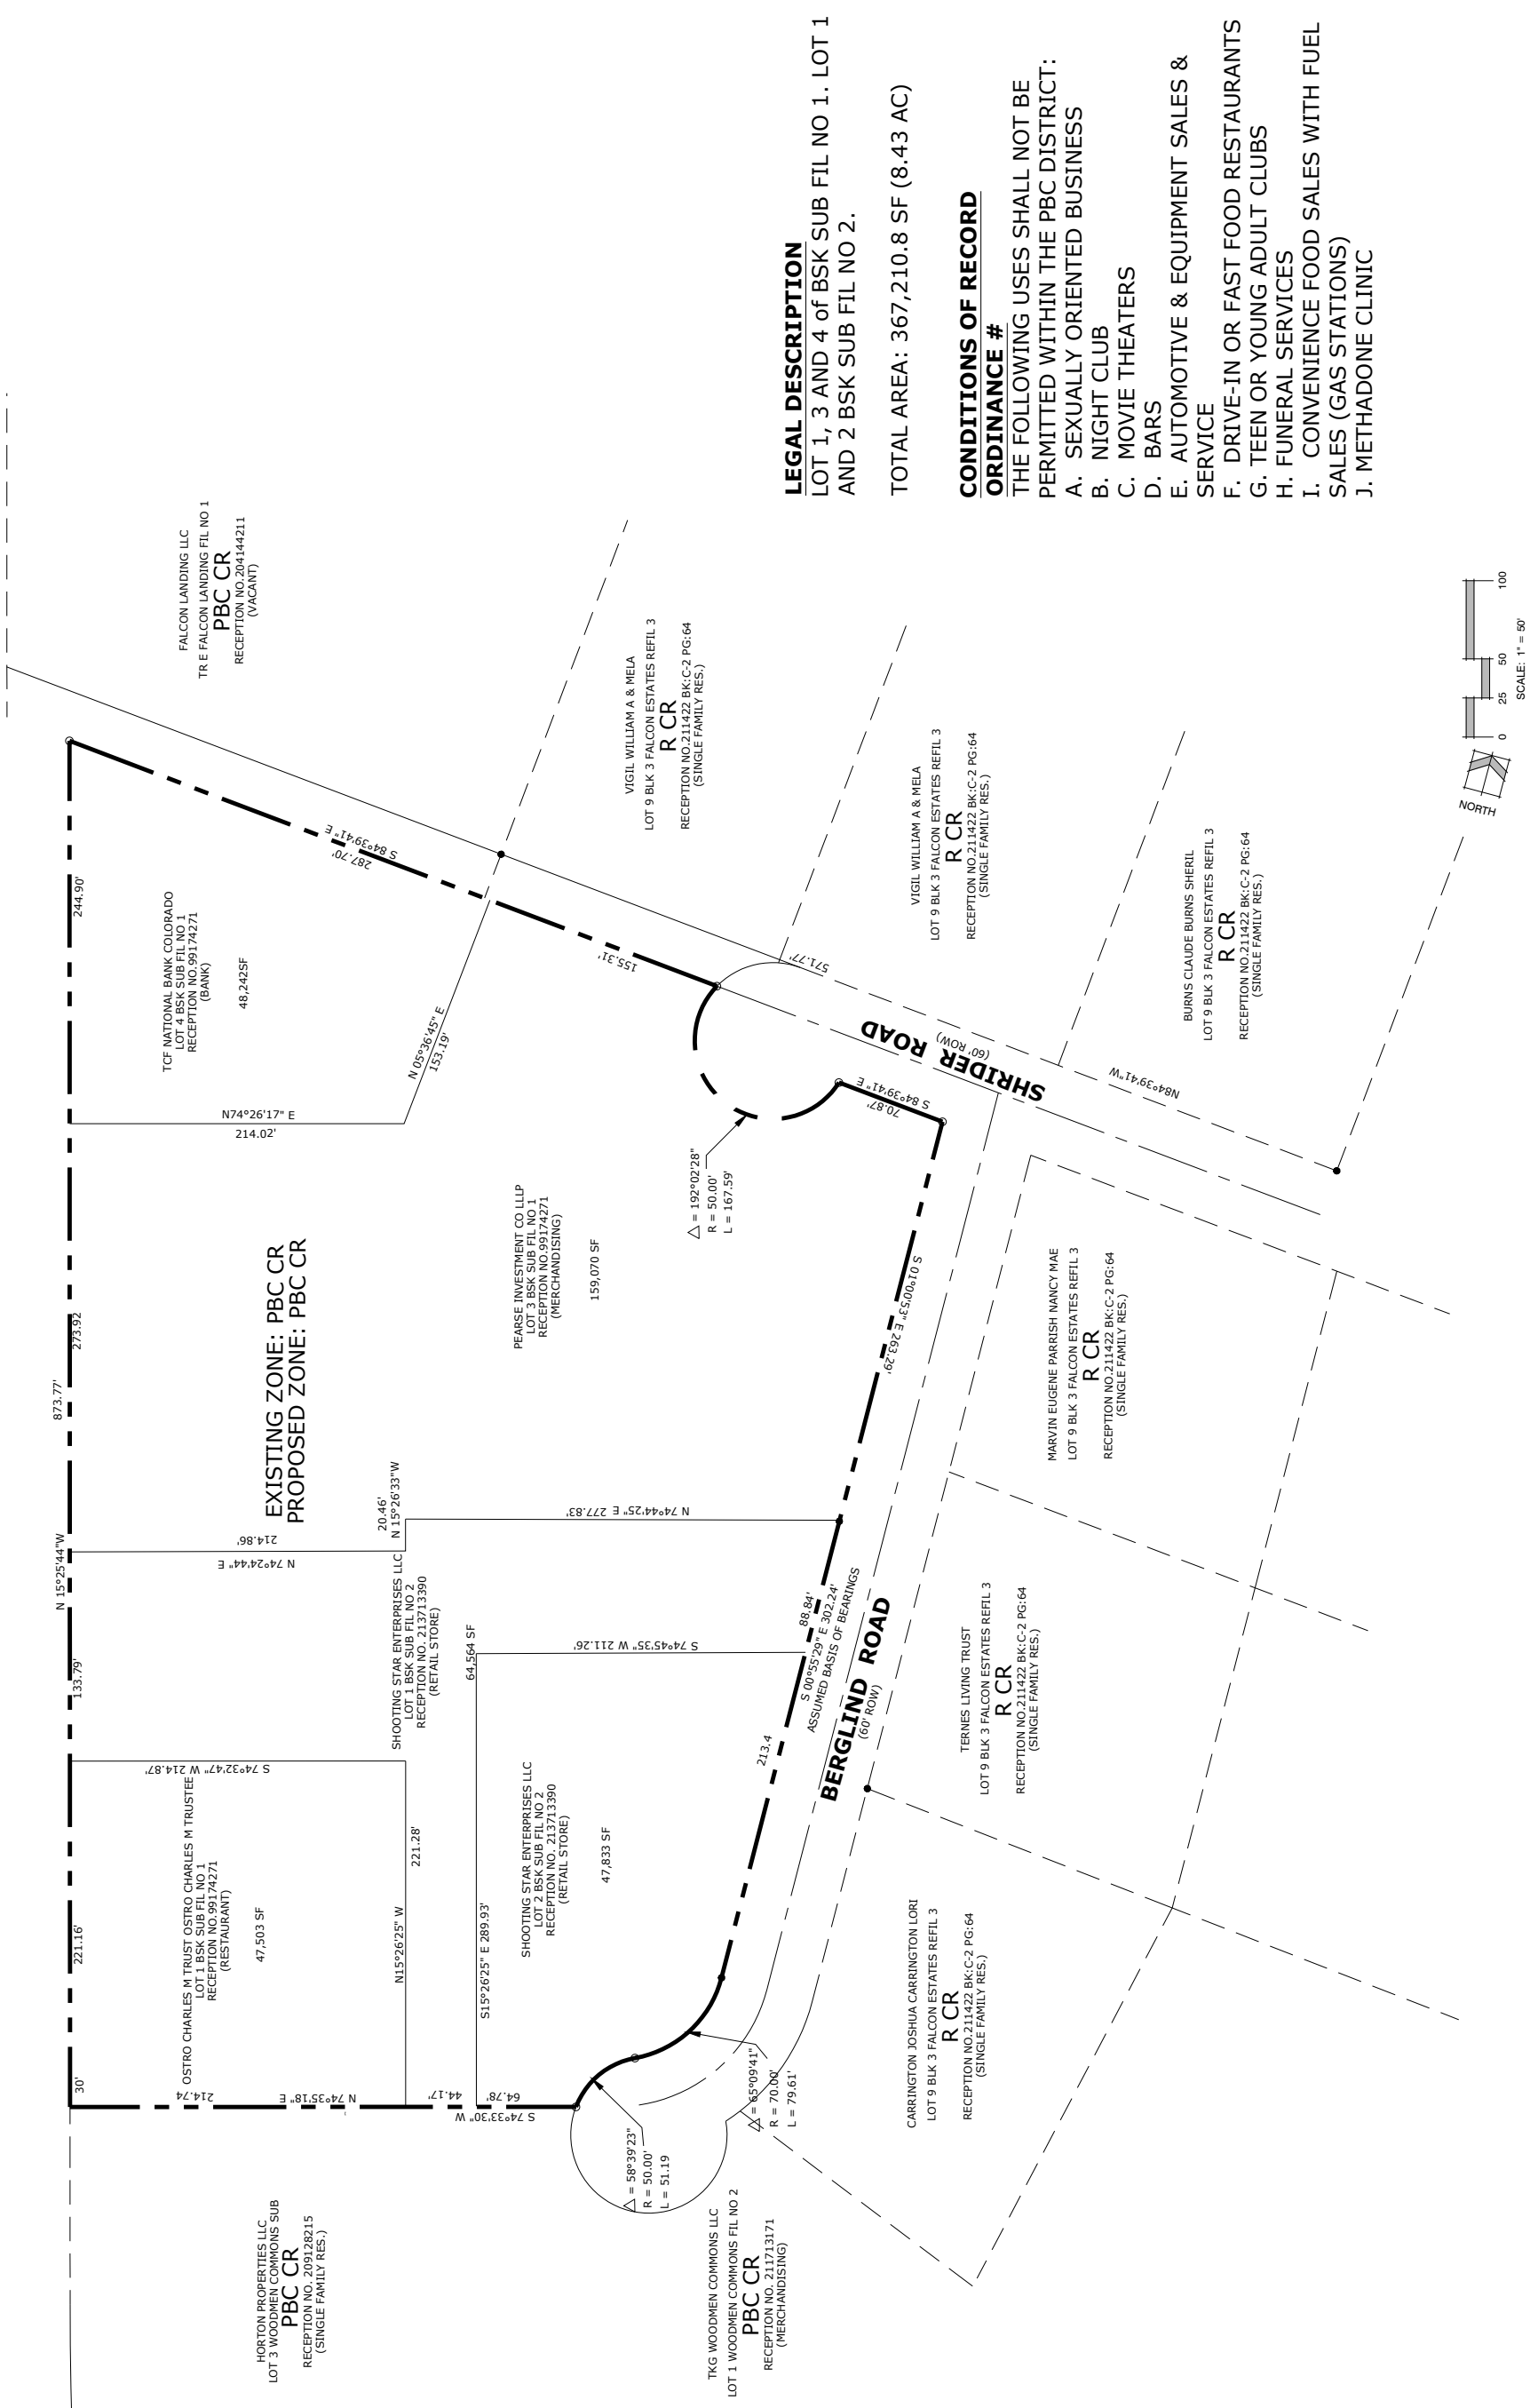 FALCON LANDING LLC
TR E FALCON LANDING FIL NO 1
PBC CR
RECEPTION NO.204144211
(VACANT)
S 84°39'41" E
287.70'
244.90'
TCF NATIONAL BANK COLORADO
LOT 4 BSK SUB FIL NO 1
RECEPTION NO.99174271
(BANK)
48,242SF
N 05°36'45" E
153.19'
N74°26'17" E
214.02'
155.31'
VIGIL WILLIAM A & MELA
LOT 9 BLK 3 FALCON ESTATES REFIL 3
R CR
RECEPTION NO.211422 BK:C-2 PG:64
(SINGLE FAMILY RES.)
571.77'
VIGIL WILLIAM A & MELA
LOT 9 BLK 3 FALCON ESTATES REFIL 3
R CR
RECEPTION NO.211422 BK:C-2 PG:64
(SINGLE FAMILY RES.)
SHRIDER ROAD
(60' ROW)
N84°39'41"W
BURNS CLAUDE BURNS SHERIL
LOT 9 BLK 3 FALCON ESTATES REFIL 3
R CR
RECEPTION NO.211422 BK:C-2 PG:64
(SINGLE FAMILY RES.)
S 84°39'41" E
70.87'
△ = 192°02'28"
R = 50.00'
L = 167.59'
873.77'
N 15°25'44"W
273.92
EXISTING ZONE: PBC CR
PROPOSED ZONE: PBC CR
PEARSE INVESTMENT CO LLLP
LOT 3 BSK SUB FIL NO 1
RECEPTION NO.99174271
(MERCHANDISING)
159,070 SF
S 01°00'53" E 263.29'
MARVIN EUGENE PARRISH NANCY MAE
LOT 9 BLK 3 FALCON ESTATES REFIL 3
R CR
RECEPTION NO.211422 BK:C-2 PG:64
(SINGLE FAMILY RES.)
214.86'
N 74°24'44" E
20.46'
N 15°26'33"W
N 74°44'25" E 277.83'
133.79'
SHOOTING STAR ENTERPRISES LLC
LOT 1 BSK SUB FIL NO 2
RECEPTION NO. 213713390
(RETAIL STORE)
64,564 SF
S 74°45'35" W 211.26'
88.84'
S 00°55'29" E 302.24'
ASSUMED BASIS OF BEARINGS
BERGLIND ROAD
(60' ROW)
213.4
TERNES LIVING TRUST
LOT 9 BLK 3 FALCON ESTATES REFIL 3
R CR
RECEPTION NO.211422 BK:C-2 PG:64
(SINGLE FAMILY RES.)
S 74°32'47" W 214.87'
221.16'
OSTRO CHARLES M TRUST OSTRO CHARLES M TRUSTEE
LOT 1 BSK SUB FIL NO 1
RECEPTION NO.99174271
(RESTAURANT)
47,503 SF
N15°26'25" W
221.28'
S15°26'25" E 289.93'
SHOOTING STAR ENTERPRISES LLC
LOT 2 BSK SUB FIL NO 2
RECEPTION NO. 213713390
(RETAIL STORE)
47,833 SF
30'
214.74
N 74°35'18" E
44.17'
64.78'
S 74°33'30" W
△ = 58°39'23"
R = 50.00'
L = 51.19
△ = 65°09'41"
R = 70.00'
L = 79.61'
CARRINGTON JOSHUA CARRINGTON LORI
LOT 9 BLK 3 FALCON ESTATES REFIL 3
R CR
RECEPTION NO.211422 BK:C-2 PG:64
(SINGLE FAMILY RES.)
HORTON PROPERTIES LLC
LOT 3 WOODMEN COMMONS SUB
PBC CR
RECEPTION NO. 209128215
(SINGLE FAMILY RES.)
TKG WOODMEN COMMONS LLC
LOT 1 WOODMEN COMMONS FIL NO 2
PBC CR
RECEPTION NO. 211713171
(MERCHANDISING)
LEGAL DESCRIPTION
LOT 1, 3 AND 4 of BSK SUB FIL NO 1. LOT 1
AND 2 BSK SUB FIL NO 2.
TOTAL AREA: 367,210.8 SF (8.43 AC)
CONDITIONS OF RECORD
ORDINANCE #
THE FOLLOWING USES SHALL NOT BE
PERMITTED WITHIN THE PBC DISTRICT:
A. SEXUALLY ORIENTED BUSINESS
B. NIGHT CLUB
C. MOVIE THEATERS
D. BARS
E. AUTOMOTIVE & EQUIPMENT SALES &
SERVICE
F. DRIVE-IN OR FAST FOOD RESTAURANTS
G. TEEN OR YOUNG ADULT CLUBS
H. FUNERAL SERVICES
I. CONVENIENCE FOOD SALES WITH FUEL
SALES (GAS STATIONS)
J. METHADONE CLINIC
NORTH
0 25 50 100
SCALE: 1" = 50'